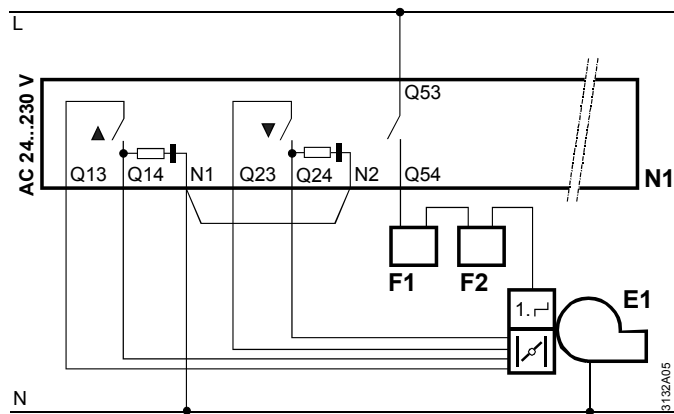 L
AC 24...230 V
Q53
Q13 Q14 N1 Q23 Q24 N2 Q54
N1
F1 F2
1.
E1
N
3132A05